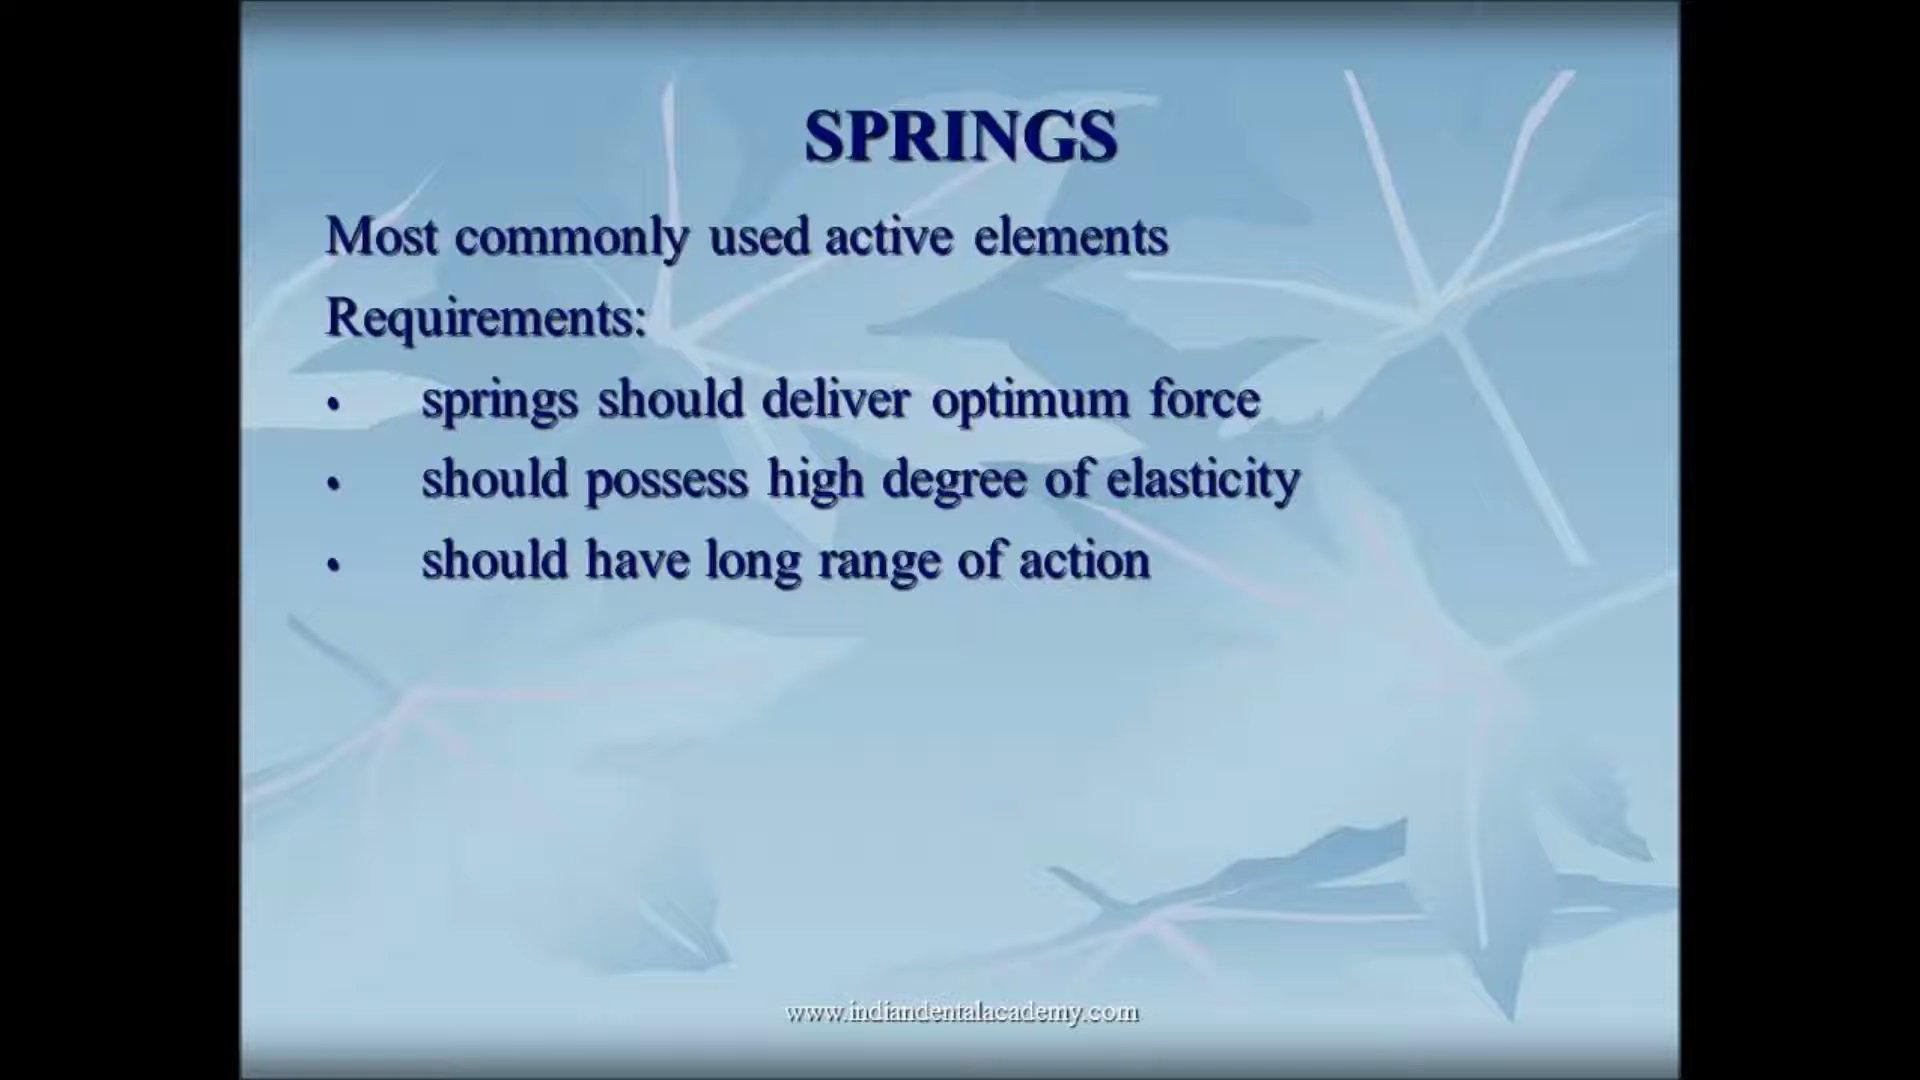 SPRINGS
Most commonly used active elements
Requirements:
• springs should deliver optimum force
• should possess high degree of elasticity
• should have long range of action
www.indiandentalacademy.com